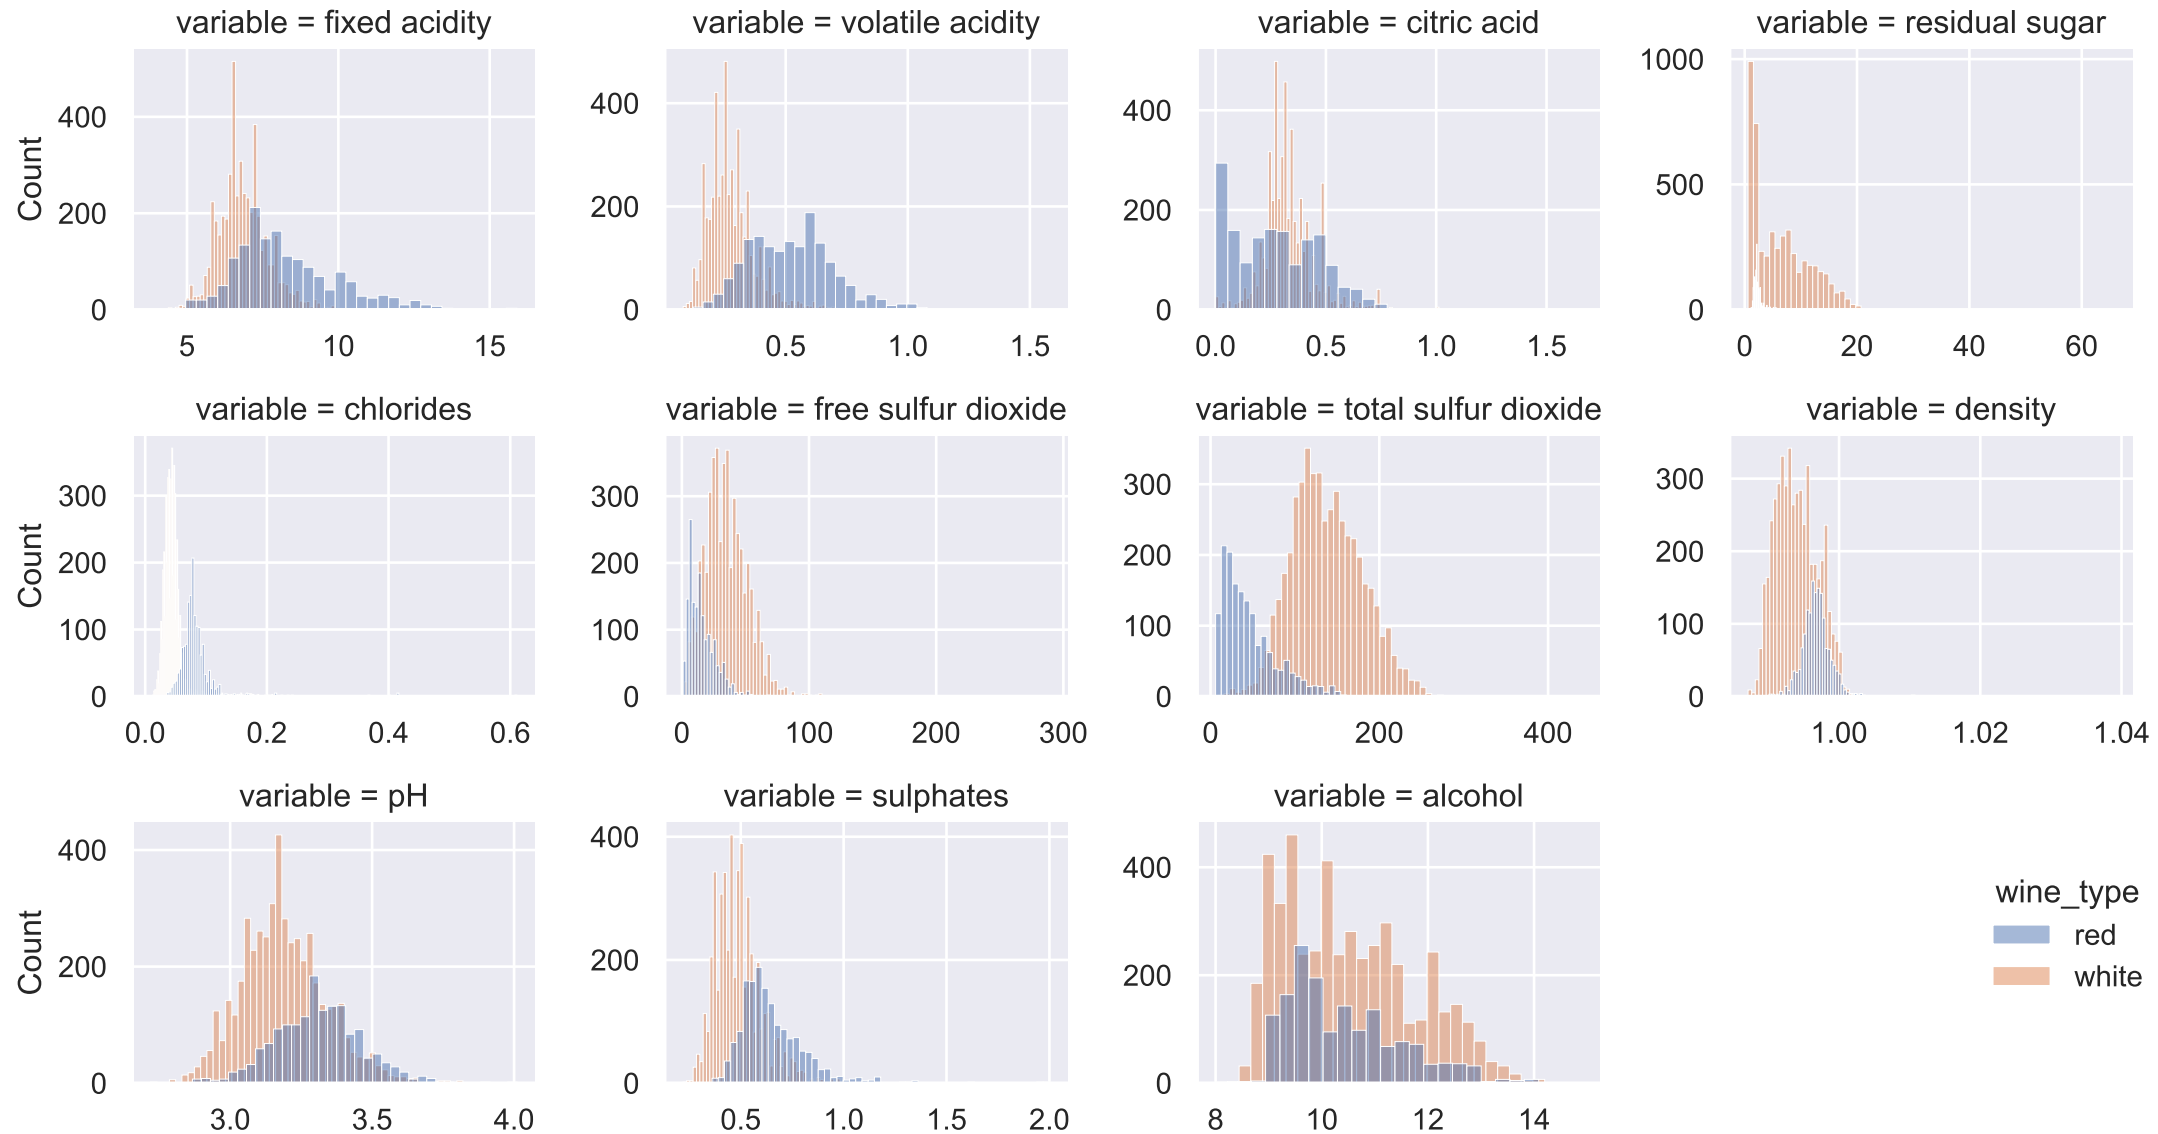 variable = fixed acidity
variable = volatile acidity
variable = citric acid
variable = residual sugar
Count
400
200
0
5 10 15
400
200
0
0.5 1.0 1.5
400
200
0
0.0 0.5 1.0 1.5
1000
500
0
0 20 40 60
variable = chlorides
variable = free sulfur dioxide
variable = total sulfur dioxide
variable = density
Count
300
200
100
0
0.0 0.2 0.4 0.6
300
200
100
0
0 100 200 300
300
200
100
0
0 200 400
300
200
100
0
1.00 1.02 1.04
variable = pH
variable = sulphates
variable = alcohol
Count
400
200
0
3.0 3.5 4.0
400
200
0
0.5 1.0 1.5 2.0
400
200
0
8 10 12 14
wine_type
red
white